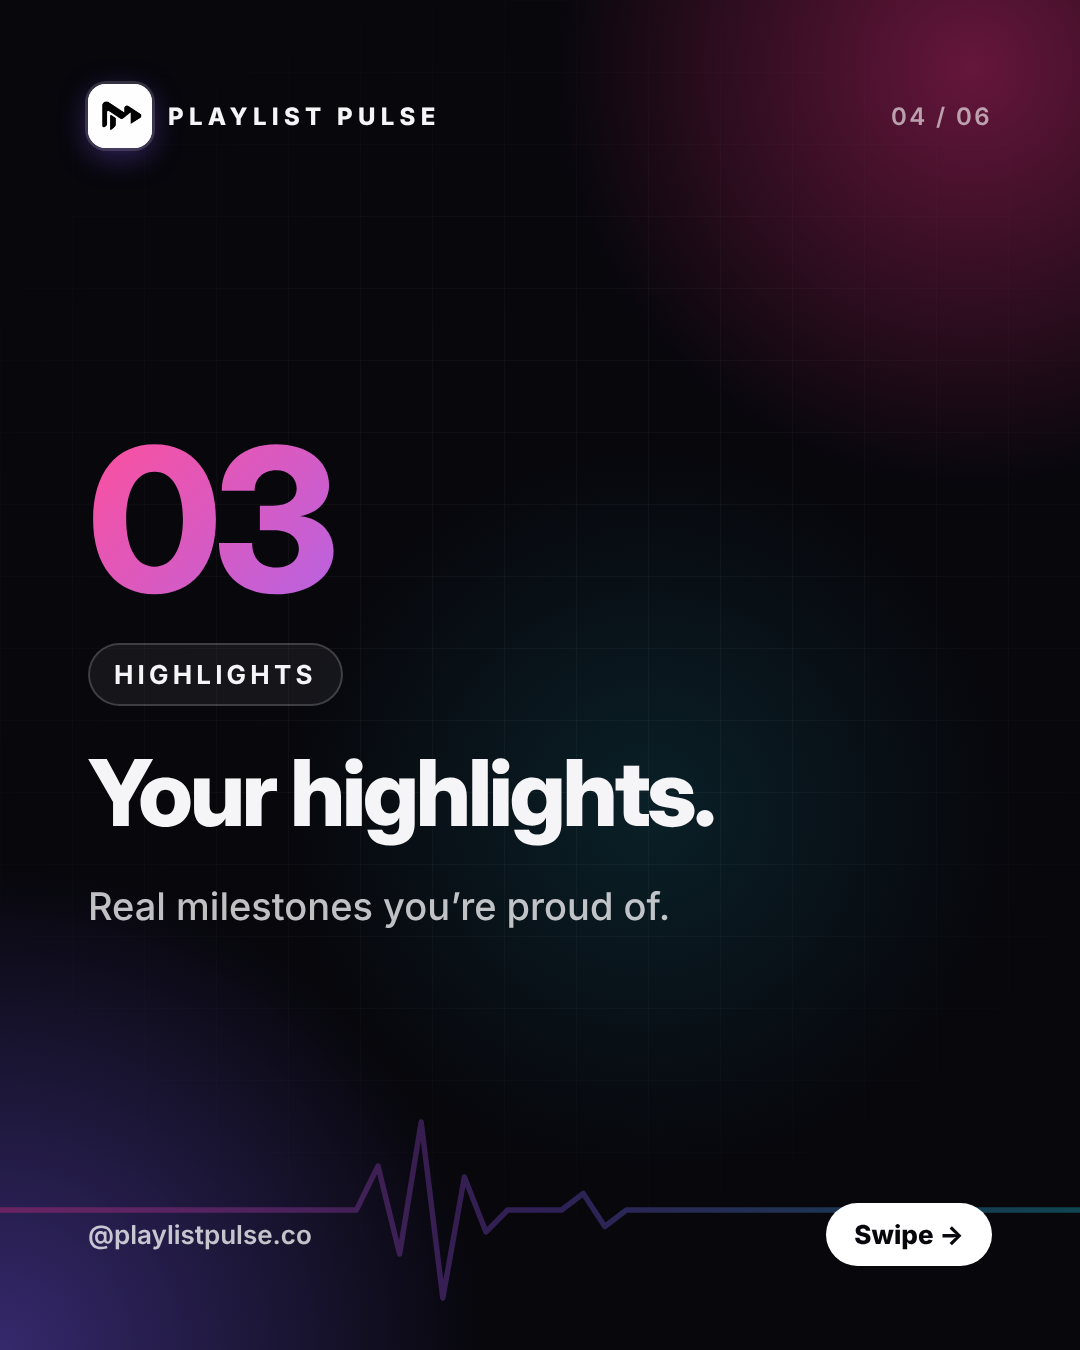 PLAYLIST PULSE
04 / 06
03
HIGHLIGHTS
Your highlights.
Real milestones you’re proud of.
@playlistpulse.co
Swipe →